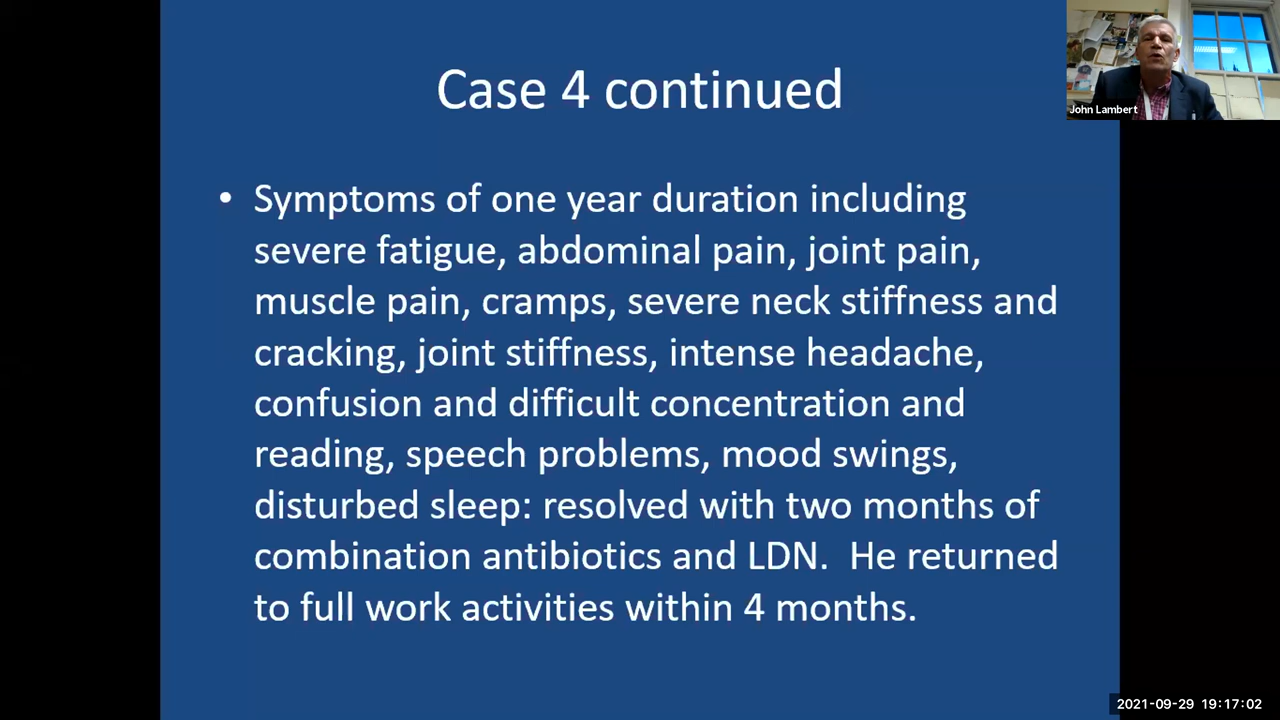 Case 4 continued
John Lambert
• Symptoms of one year duration including
severe fatigue, abdominal pain, joint pain,
muscle pain, cramps, severe neck stiffness and
cracking, joint stiffness, intense headache,
confusion and difficult concentration and
reading, speech problems, mood swings,
disturbed sleep: resolved with two months of
combination antibiotics and LDN.  He returned
to full work activities within 4 months.
2021-09-29 19:17:02